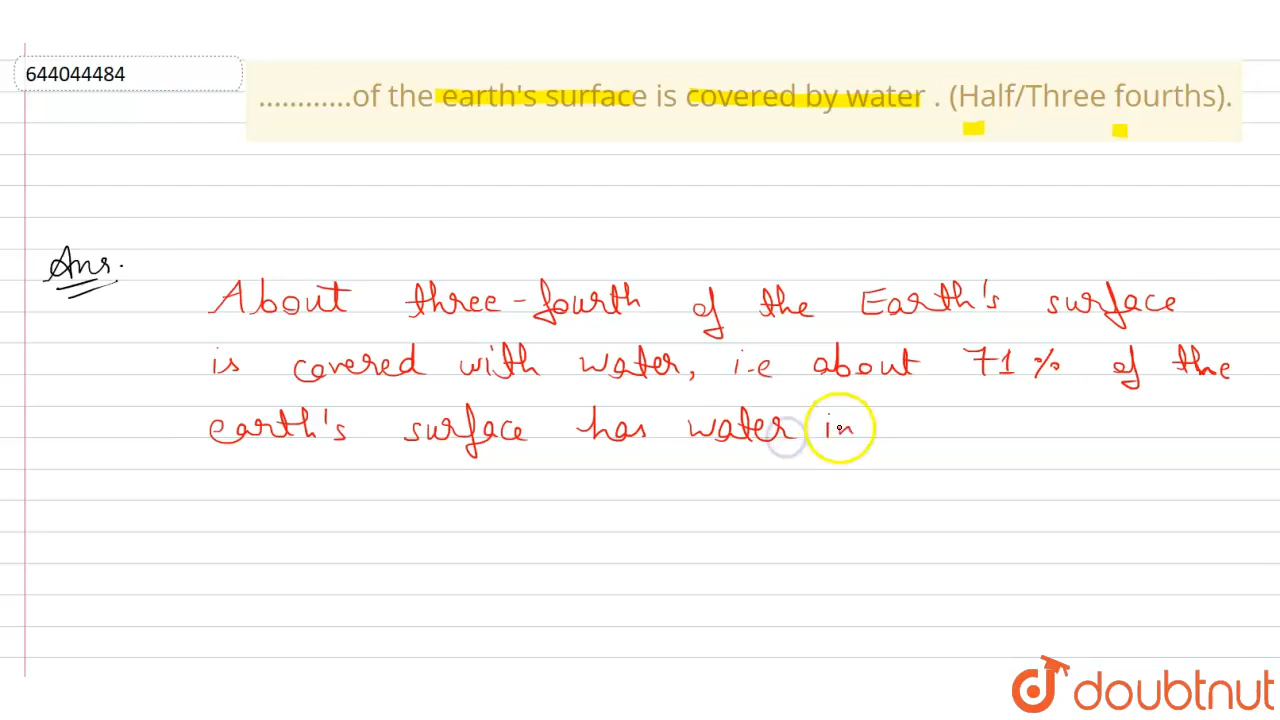 644044484
............of the earth's surface is covered by water . (Half/Three fourths).
Ans.
About three-fourth of the Earth's surface
is covered with water, i.e about 71% of the
earth's surface has water in
doubtnut